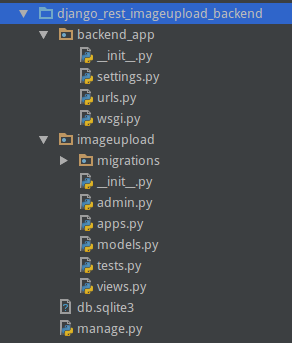 django_rest_imageupload_backend
backend_app
__init__.py
settings.py
urls.py
wsgi.py
imageupload
migrations
__init__.py
admin.py
apps.py
models.py
tests.py
views.py
db.sqlite3
manage.py